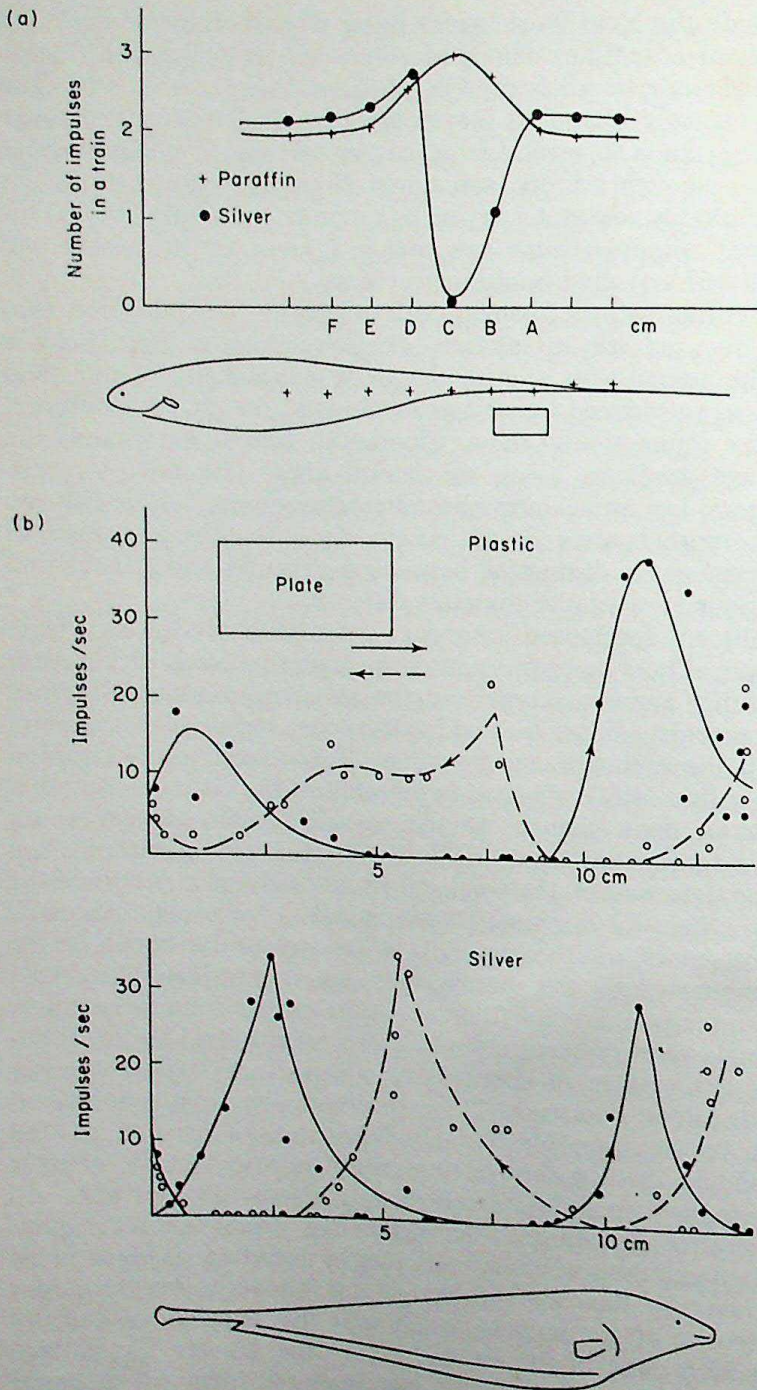 (a)
Number of impulses
in a train
3
2
1
0
+ Paraffin
● Silver
F E D C B A cm
(b)
Impulses /sec
40
30
20
10
Plate
Plastic
5 10 cm
Impulses / sec
30
20
10
Silver
5 10 cm